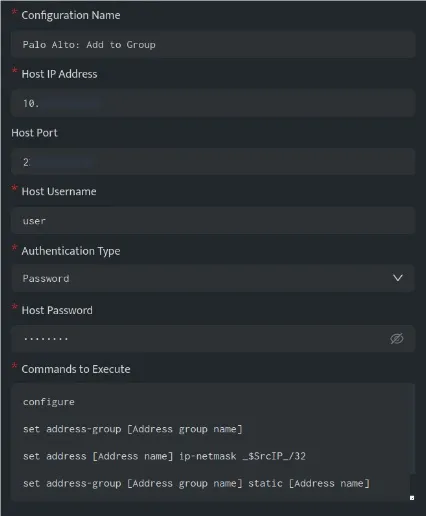 * Configuration Name
Palo Alto: Add to Group
* Host IP Address
10.
Host Port
2
* Host Username
user
* Authentication Type
Password
* Host Password
········
* Commands to Execute
configure
set address-group [Address group name]
set address [Address name] ip-netmask _$SrcIP_/32
set address-group [Address group name] static [Address name]